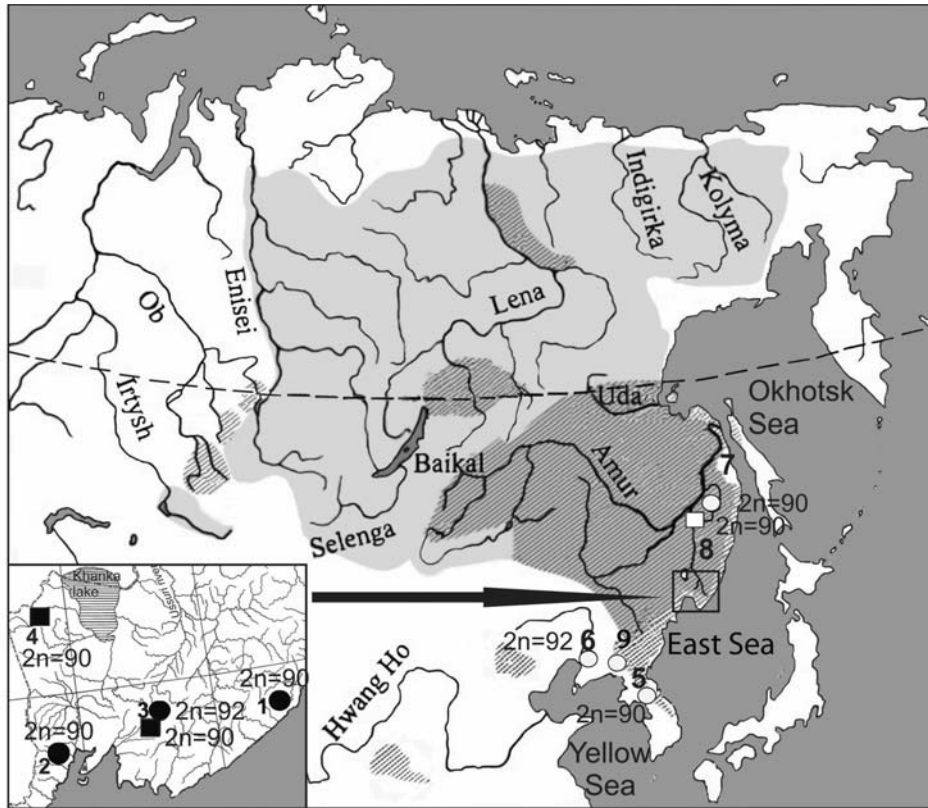 Indigirka
Kolyma
Lena
Enisei
Ob
Irtysh
Uda
Okhotsk
Sea
Baikal
Amur
7
2n=90
2n=90
8
Selenga
Khanka
lake
Ussuri river
4
2n=90
2n=90
3
2n=92
1
2n=90
2n=90
2
2n=92
6
9
East Sea
5
2n=90
Hwang Ho
Yellow
Sea